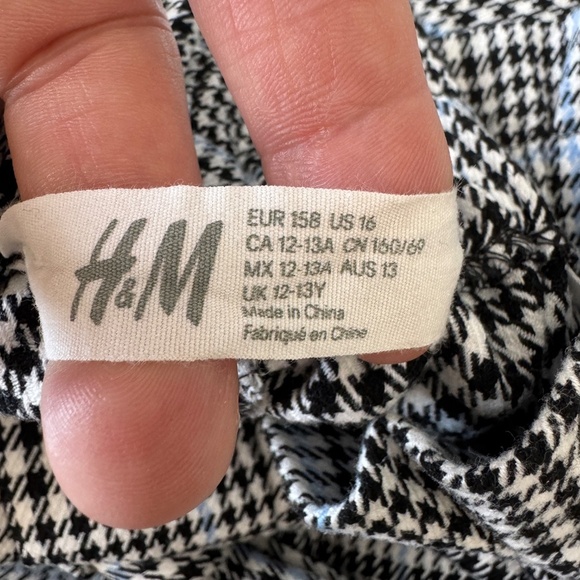 H&M
EUR 158 US 16
CA 12-13A CN 160/69
MX 12-13A AUS 13
UK 12-13Y
Made in China
Fabriqué en Chine